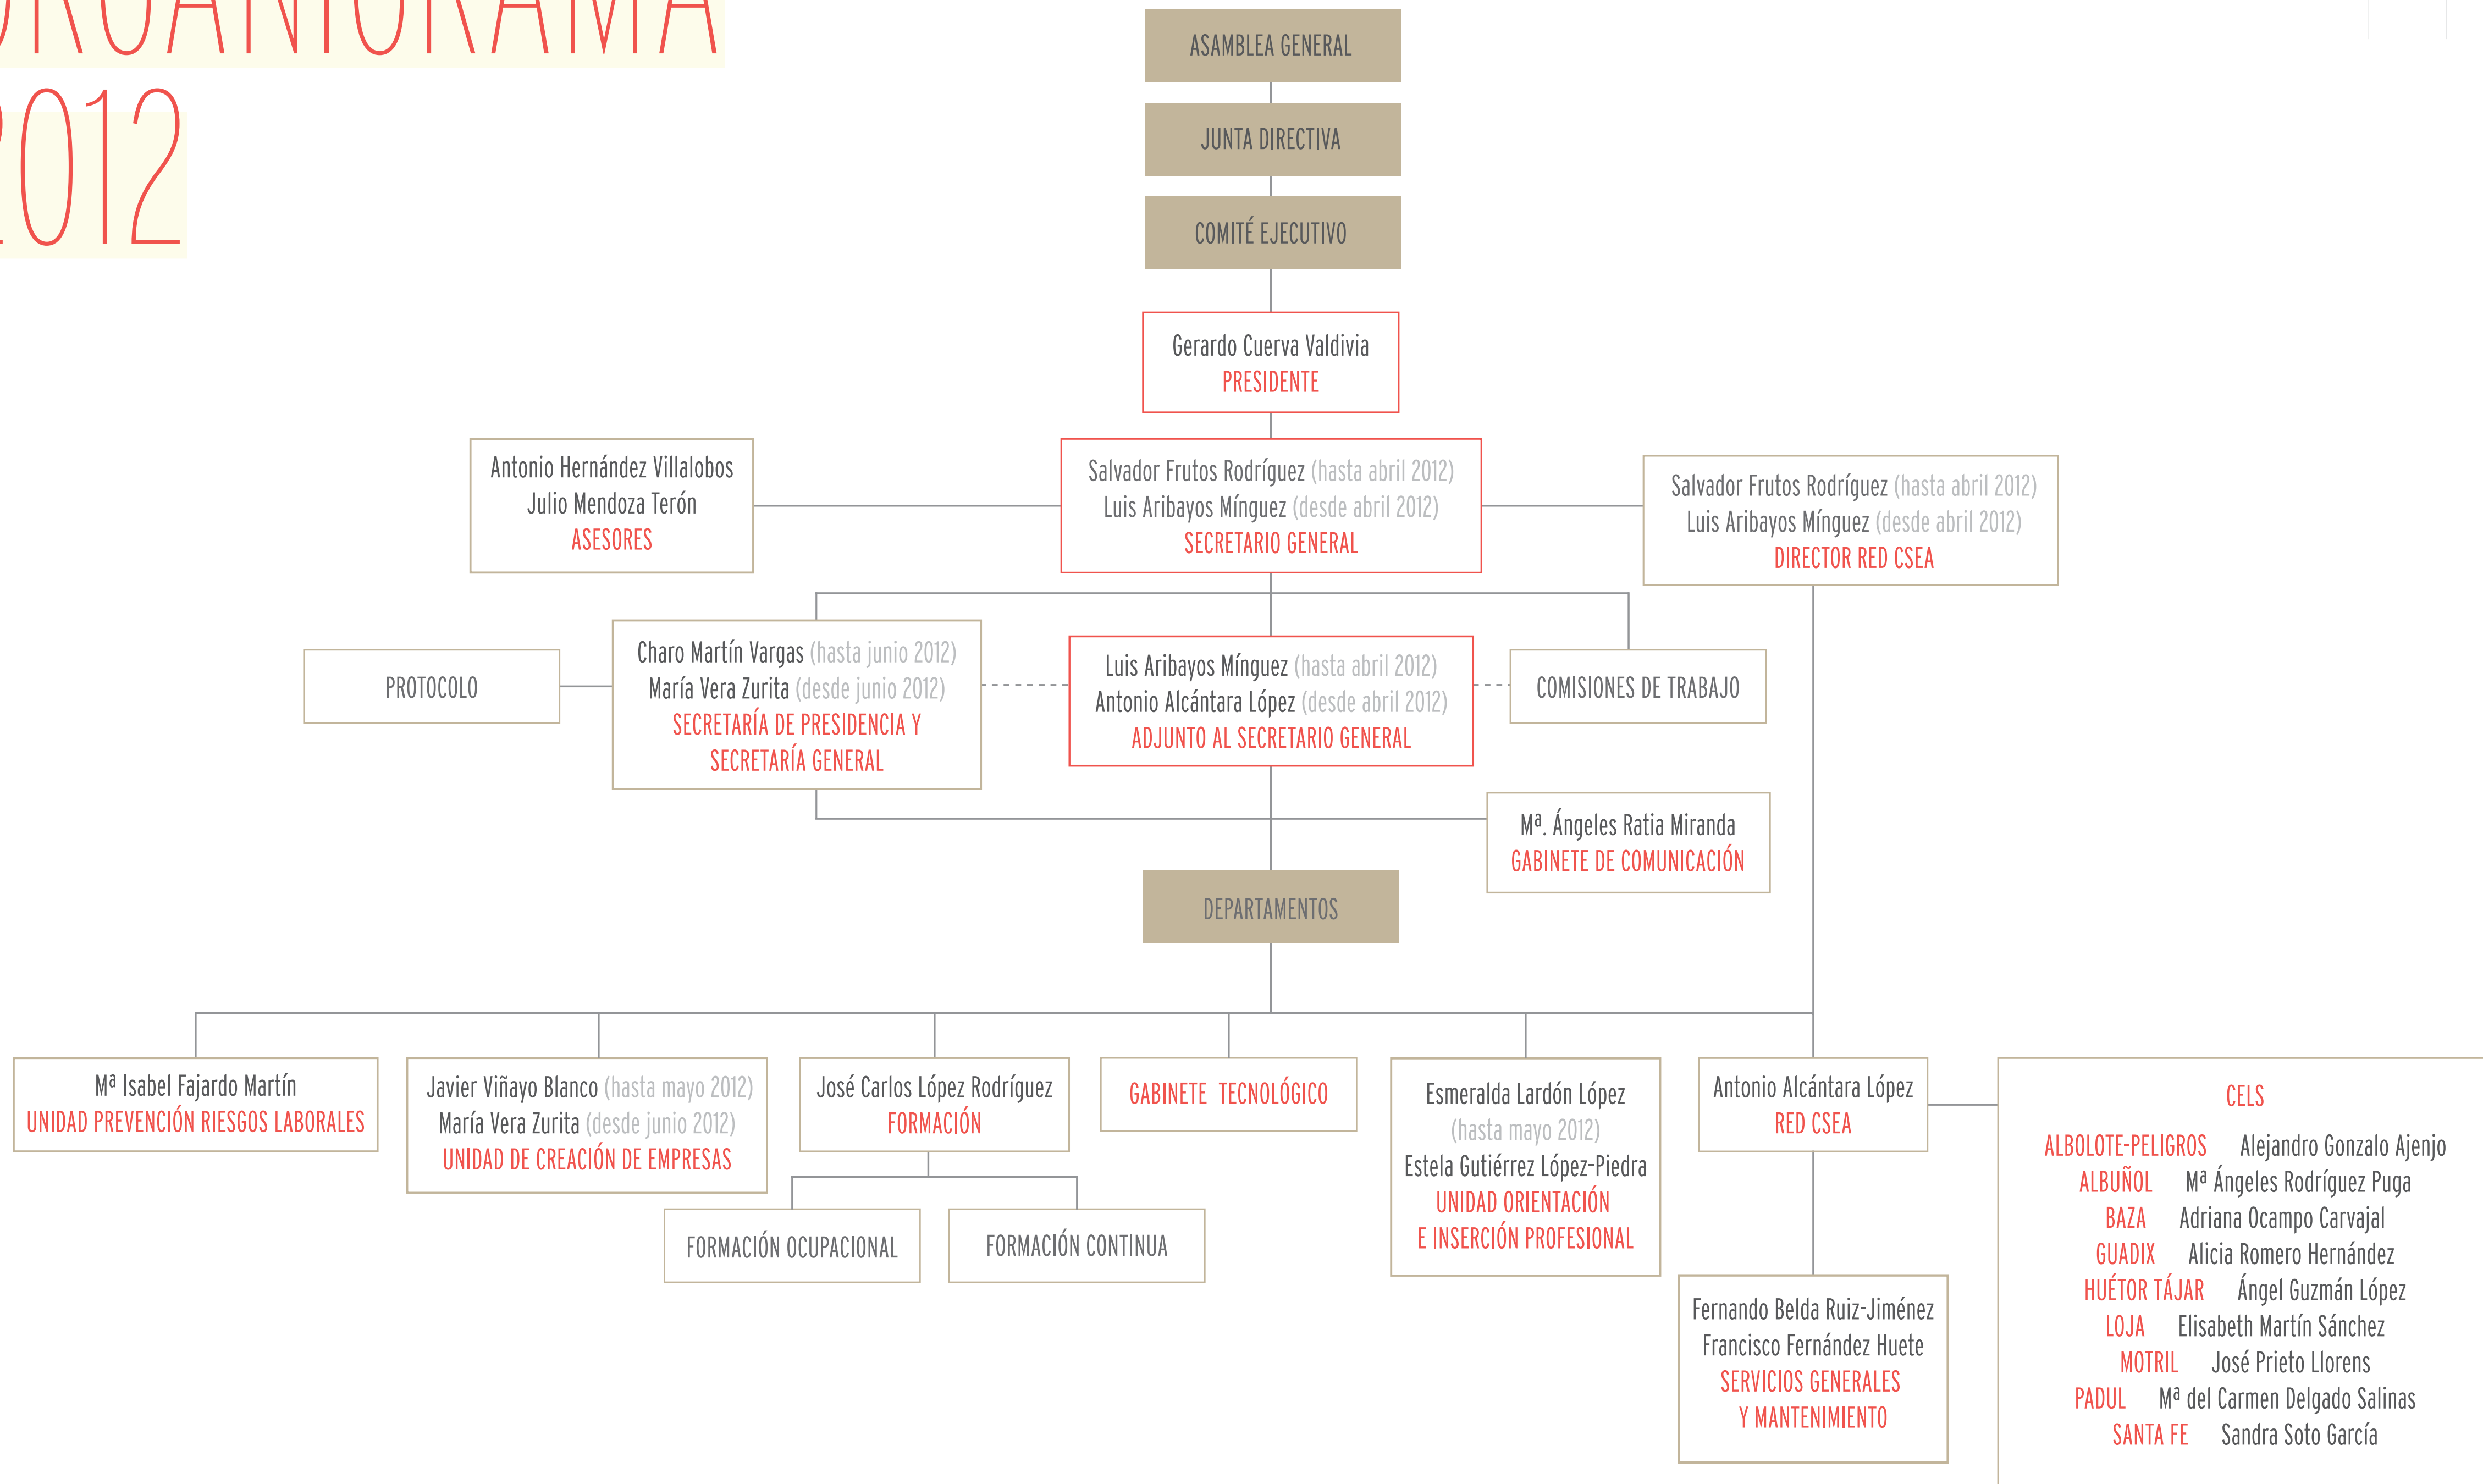 ORGANIGRAMA
2012
ASAMBLEA GENERAL
JUNTA DIRECTIVA
COMITÉ EJECUTIVO
Gerardo Cuerva Valdivia
PRESIDENTE
Antonio Hernández Villalobos
Julio Mendoza Terón
ASESORES
Salvador Frutos Rodríguez (hasta abril 2012)
Luis Aribayos Mínguez (desde abril 2012)
SECRETARIO GENERAL
Salvador Frutos Rodríguez (hasta abril 2012)
Luis Aribayos Mínguez (desde abril 2012)
DIRECTOR RED CSEA
PROTOCOLO
Charo Martín Vargas (hasta junio 2012)
María Vera Zurita (desde junio 2012)
SECRETARÍA DE PRESIDENCIA Y
SECRETARÍA GENERAL
Luis Aribayos Mínguez (hasta abril 2012)
Antonio Alcántara López (desde abril 2012)
ADJUNTO AL SECRETARIO GENERAL
COMISIONES DE TRABAJO
Mª. Ángeles Ratia Miranda
GABINETE DE COMUNICACIÓN
DEPARTAMENTOS
Mª Isabel Fajardo Martín
UNIDAD PREVENCIÓN RIESGOS LABORALES
Javier Viñayo Blanco (hasta mayo 2012)
María Vera Zurita (desde junio 2012)
UNIDAD DE CREACIÓN DE EMPRESAS
José Carlos López Rodríguez
FORMACIÓN
FORMACIÓN OCUPACIONAL
FORMACIÓN CONTINUA
GABINETE TECNOLÓGICO
Esmeralda Lardón López
(hasta mayo 2012)
Estela Gutiérrez López-Piedra
UNIDAD ORIENTACIÓN
E INSERCIÓN PROFESIONAL
Antonio Alcántara López
RED CSEA
Fernando Belda Ruiz-Jiménez
Francisco Fernández Huete
SERVICIOS GENERALES
Y MANTENIMIENTO
CELS
ALBOLOTE-PELIGROS Alejandro Gonzalo Ajenjo
ALBUÑOL Mª Ángeles Rodríguez Puga
BAZA Adriana Ocampo Carvajal
GUADIX Alicia Romero Hernández
HUÉTOR TÁJAR Ángel Guzmán López
LOJA Elisabeth Martín Sánchez
MOTRIL José Prieto Llorens
PADUL Mª del Carmen Delgado Salinas
SANTA FE Sandra Soto García